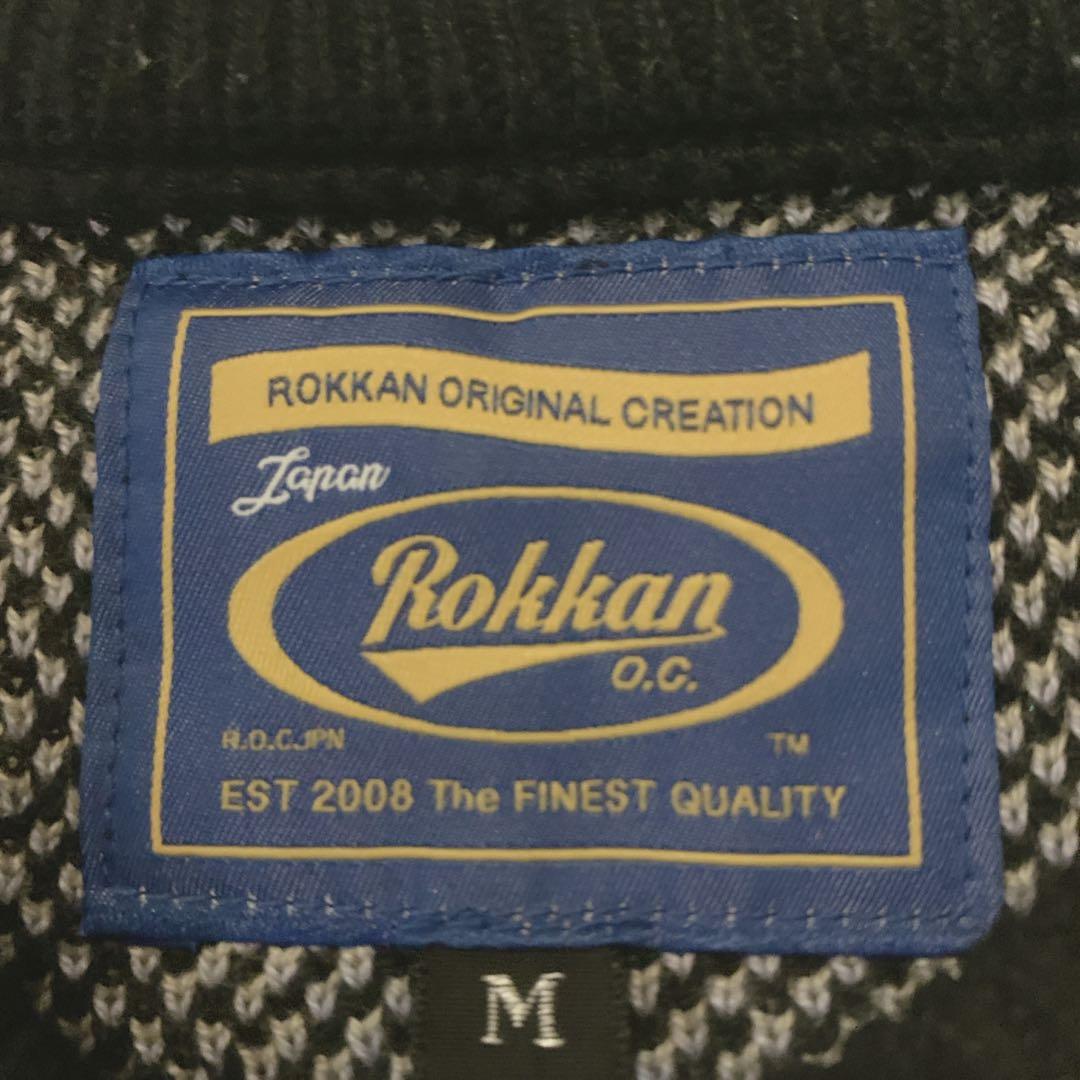 ROKKAN ORIGINAL CREATION
Japan
Rokkan
O.C.
R.O.C.JPN
TM
EST 2008 The FINEST QUALITY
M